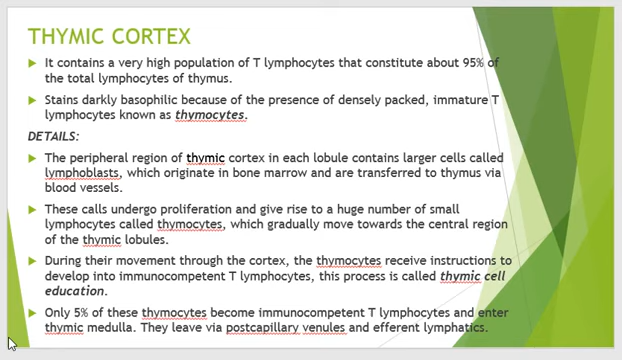 THYMIC CORTEX
It contains a very high population of T lymphocytes that constitute about 95% of
the total lymphocytes of thymus.
Stains darkly basophilic because of the presence of densely packed, immature T
lymphocytes known as thymocytes.
DETAILS:
The peripheral region of thymic cortex in each lobule contains larger cells called
lymphoblasts, which originate in bone marrow and are transferred to thymus via
blood vessels.
These calls undergo proliferation and give rise to a huge number of small
lymphocytes called thymocytes, which gradually move towards the central region
of the thymic lobules.
During their movement through the cortex, the thymocytes receive instructions to
develop into immunocompetent T lymphocytes, this process is called thymic cell
education.
Only 5% of these thymocytes become immunocompetent T lymphocytes and enter
thymic medulla. They leave via postcapillary venules and efferent lymphatics.